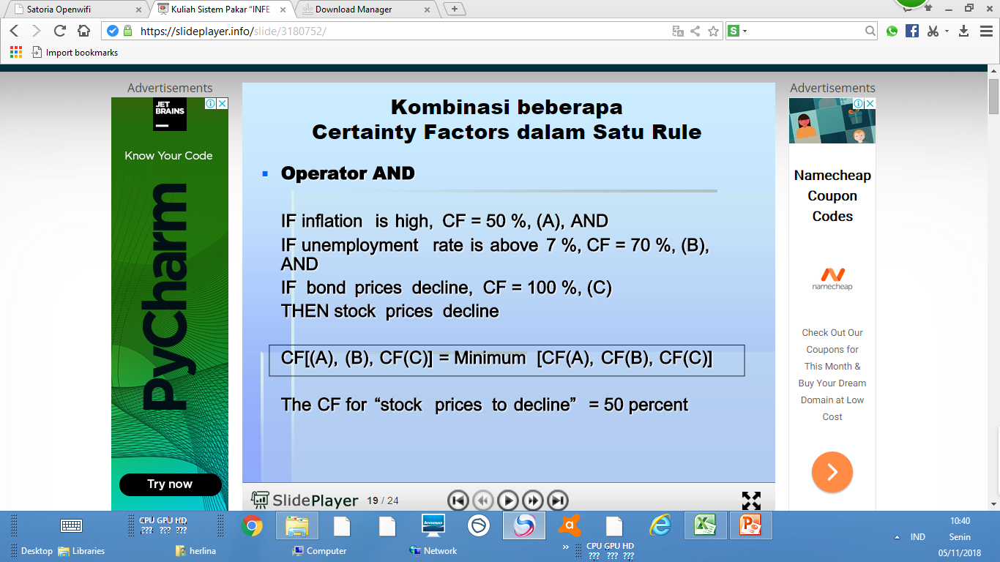 Satoria Openwifi
Kuliah Sistem Pakar “INFE
Download Manager
https://slideplayer.info/slide/3180752/
S
Import bookmarks
Advertisements
JET
BRAINS
Know Your Code
PyCharm
Try now
Kombinasi beberapa
Certainty Factors dalam Satu Rule
Operator AND
IF inflation is high, CF = 50 %, (A), AND
IF unemployment rate is above 7 %, CF = 70 %, (B),
AND
IF bond prices decline, CF = 100 %, (C)
THEN stock prices decline
CF[(A), (B), CF(C)] = Minimum [CF(A), CF(B), CF(C)]
The CF for “stock prices to decline” = 50 percent
SlidePlayer
19 / 24
Advertisements
Namecheap
Coupon
Codes
namecheap
Check Out Our
Coupons for
This Month &
Buy Your Dream
Domain at Low
Cost
CPU GPU HD
??? ??? ???
lenovo
IND
10:40
Senin
05/11/2018
Desktop
Libraries
herlina
Computer
Network
»
CPU GPU HD
??? ??? ???